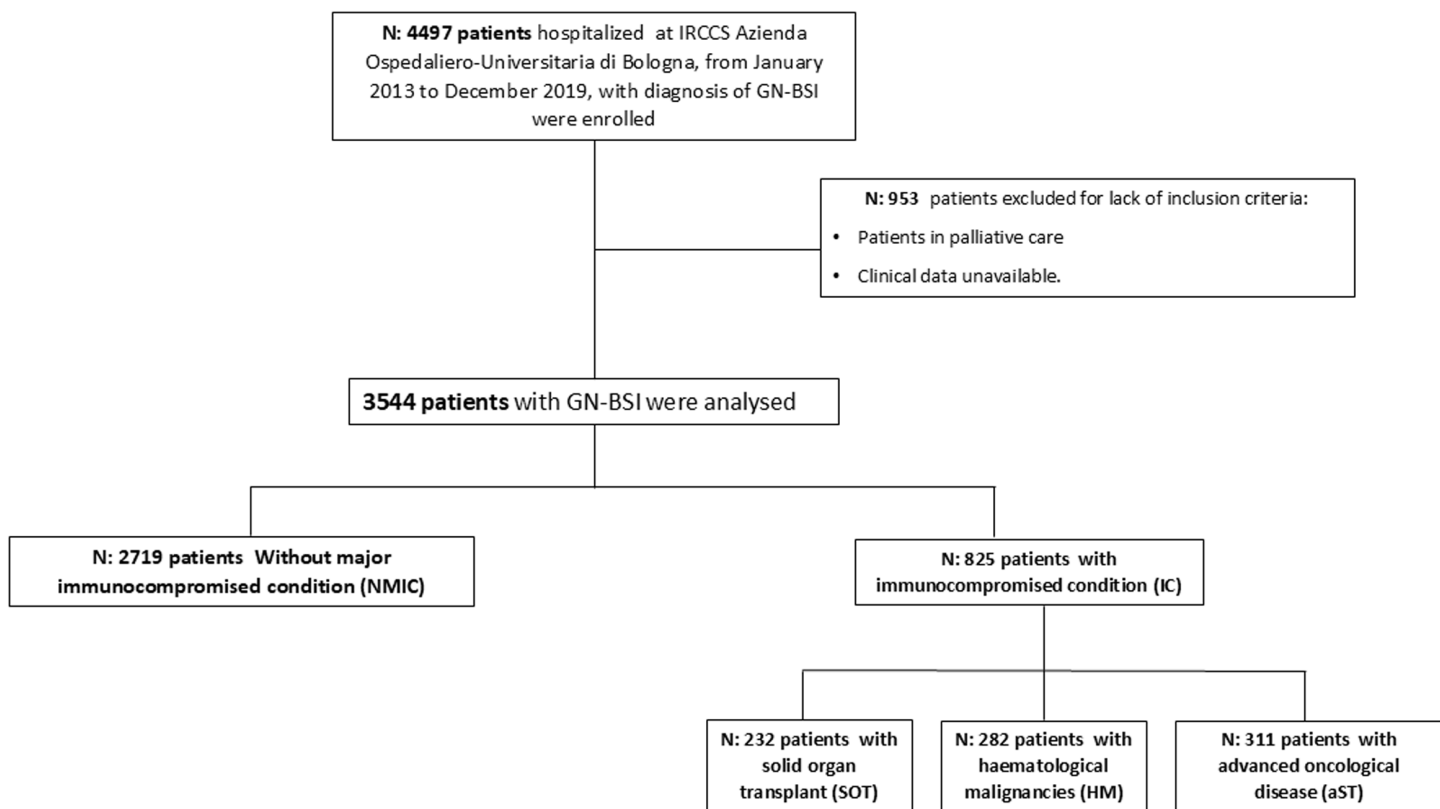 N: 4497 patients hospitalized at IRCCS Azienda
Ospedaliero-Universitaria di Bologna, from January
2013 to December 2019, with diagnosis of GN-BSI
were enrolled
N: 953 patients excluded for lack of inclusion criteria:
• Patients in palliative care
• Clinical data unavailable.
3544 patients with GN-BSI were analysed
N: 2719 patients Without major
immunocompromised condition (NMIC)
N: 825 patients with
immunocompromised condition (IC)
N: 232 patients with
solid organ
transplant (SOT)
N: 282 patients with
haematological
malignancies (HM)
N: 311 patients with
advanced oncological
disease (aST)